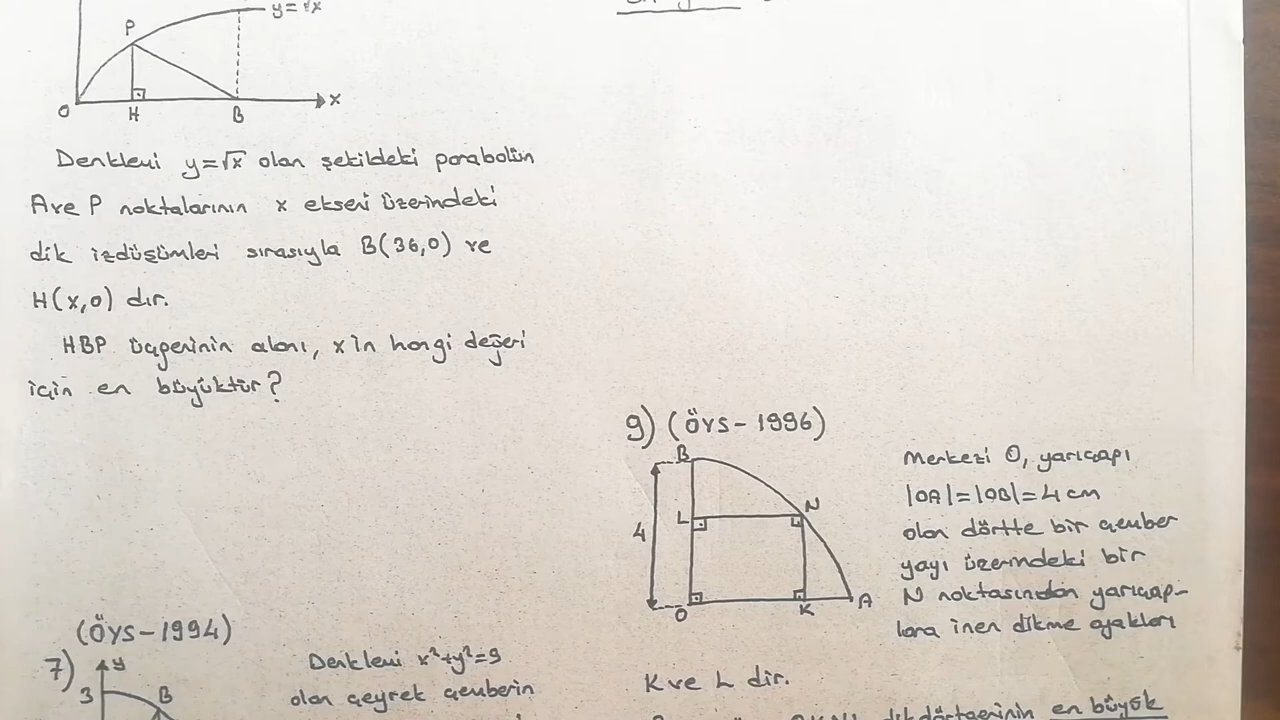 y=√x
P
O
H
B
x
Denklemi y=√x olan şekildeki parabolün
A ve P noktalarının x ekseni üzerindeki
dik izdüşümleri sırasıyla B(36,0) ve
H(x,0) dır.
HBP üçgeninin alanı, x in hangi değeri
için en büyüktür?
9) (ÖYS-1996)
B
L
N
4
O
K
A
Merkezi O, yarıçapı
|OA|=|OB|=4 cm
olan dörtte bir çember
yayı üzerindeki bir
N noktasından yarıçap-
lara inen dikme ayakları
K ve L dir.
dikdörtgeninin en büyük
(ÖYS-1994)
7)
y
3
B
Denklemi x²+y²=9
olan çeyrek çemberin